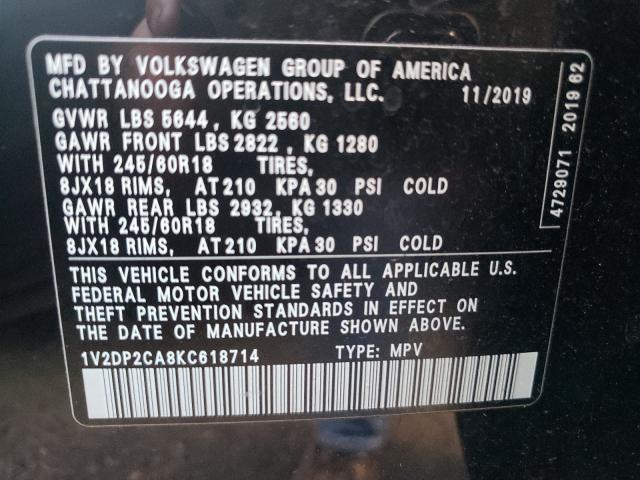 MFD BY VOLKSWAGEN GROUP OF AMERICA
CHATTANOOGA OPERATIONS, LLC. 11/2019
GVWR LBS 5644 , KG 2560
GAWR FRONT LBS 2822 , KG 1280
WITH 245/60R18 TIRES,
8JX18 RIMS, AT 210 KPA 30 PSI COLD
GAWR REAR LBS 2932, KG 1330
WITH 245/60R18 TIRES,
8JX18 RIMS, AT 210 KPA 30 PSI COLD
THIS VEHICLE CONFORMS TO ALL APPLICABLE U.S.
FEDERAL MOTOR VEHICLE SAFETY AND
THEFT PREVENTION STANDARDS IN EFFECT ON
THE DATE OF MANUFACTURE SHOWN ABOVE.
1V2DP2CA8KC618714 TYPE: MPV
4729071 2019 62